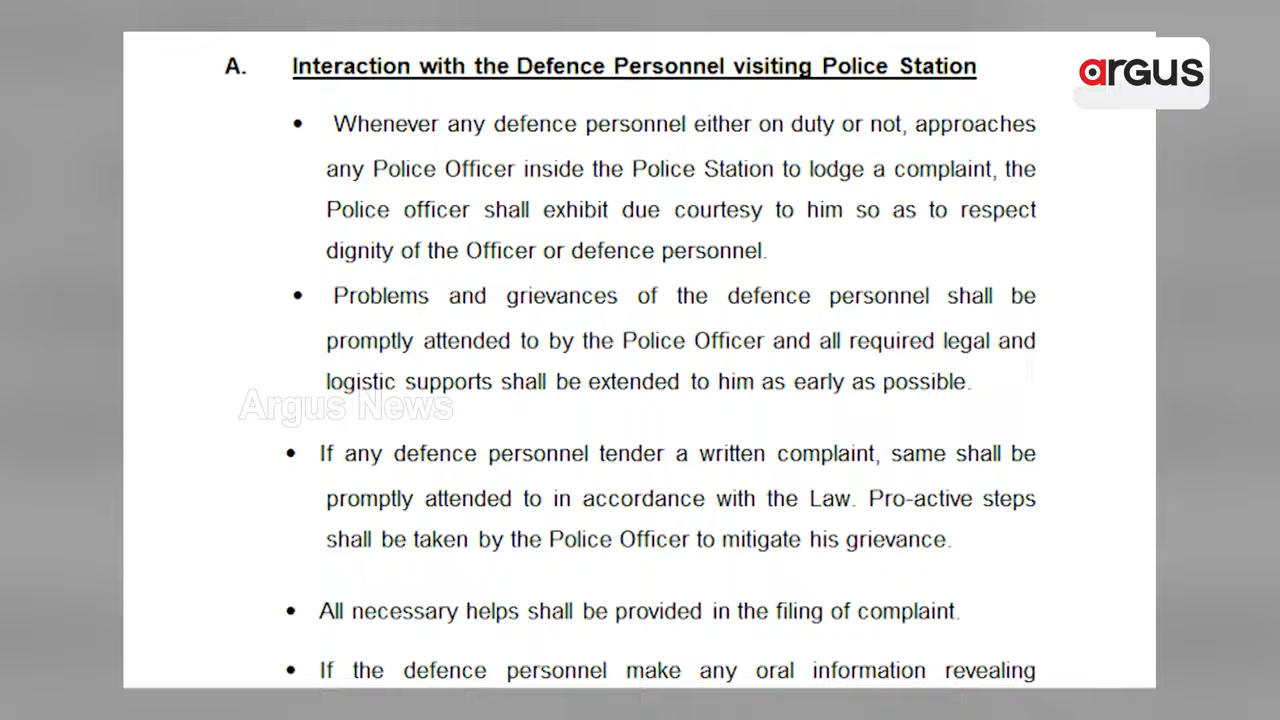 argus
A. Interaction with the Defence Personnel visiting Police Station
• Whenever any defence personnel either on duty or not, approaches
any Police Officer inside the Police Station to lodge a complaint, the
Police officer shall exhibit due courtesy to him so as to respect
dignity of the Officer or defence personnel.
• Problems and grievances of the defence personnel shall be
promptly attended to by the Police Officer and all required legal and
logistic supports shall be extended to him as early as possible.
Argus News
• If any defence personnel tender a written complaint, same shall be
promptly attended to in accordance with the Law. Pro-active steps
shall be taken by the Police Officer to mitigate his grievance.
• All necessary helps shall be provided in the filing of complaint.
• If the defence personnel make any oral information revealing